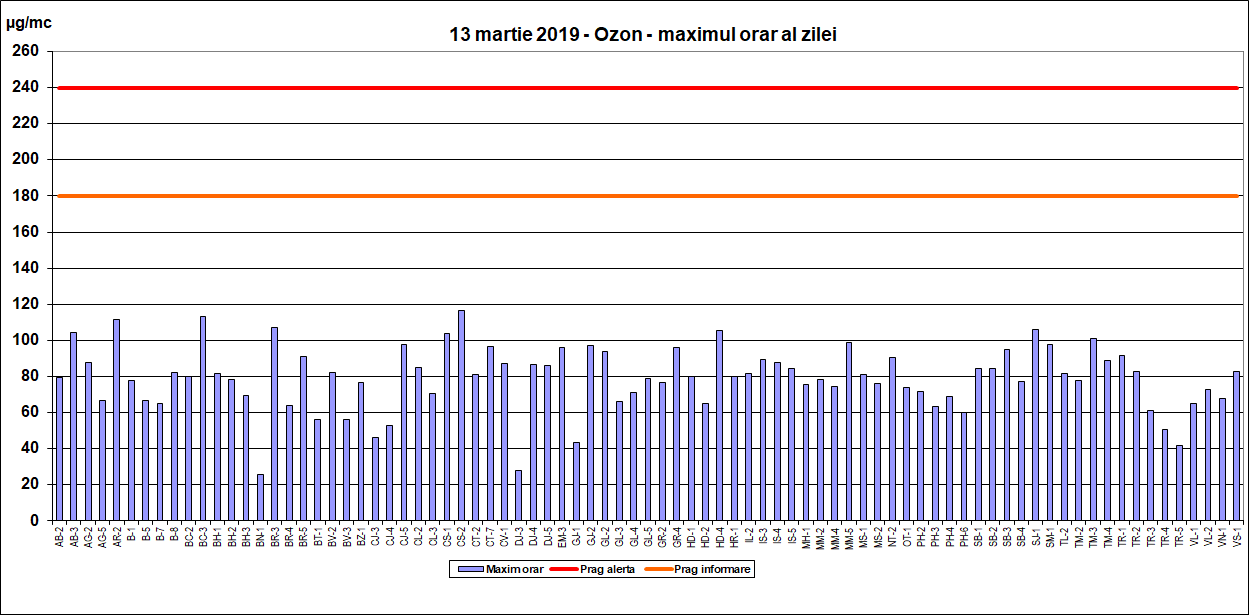 µg/mc
13 martie 2019 - Ozon - maximul orar al zilei
260
240
220
200
180
160
140
120
100
80
60
40
20
0
AB-2
AB-3
AG-2
AG-5
AR-2
B-1
B-5
B-7
B-8
BC-2
BC-3
BH-1
BH-2
BH-3
BN-1
BR-3
BR-4
BR-5
BT-1
BV-2
BV-3
BZ-1
CJ-3
CJ-4
CJ-5
CL-2
CL-3
CS-1
CS-2
CT-2
CT-7
CV-1
DJ-3
DJ-4
DJ-5
EM-3
GJ-1
GJ-2
GL-2
GL-3
GL-4
GL-5
GR-2
GR-4
HD-1
HD-2
HD-4
HR-1
IL-2
IS-3
IS-4
IS-5
MH-1
MM-2
MM-4
MM-5
MS-1
MS-2
NT-2
OT-1
PH-2
PH-3
PH-4
PH-6
SB-1
SB-2
SB-3
SB-4
SJ-1
SM-1
TL-2
TM-2
TM-3
TM-4
TR-1
TR-2
TR-3
TR-4
TR-5
VL-1
VL-2
VN-1
VS-1
Maxim orar Prag alerta Prag informare